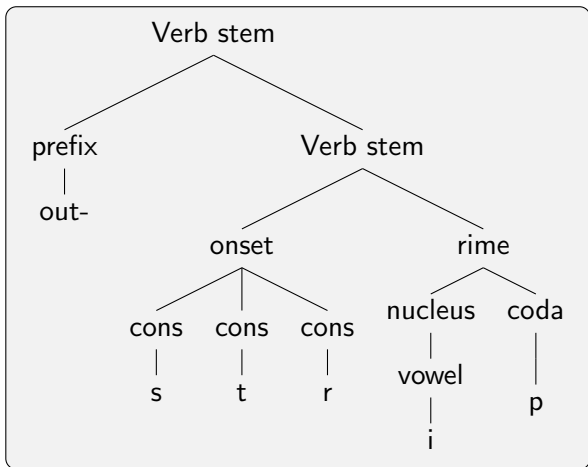 Verb stem
prefix Verb stem
out-
onset rime
cons cons cons nucleus coda
s t r vowel p
i